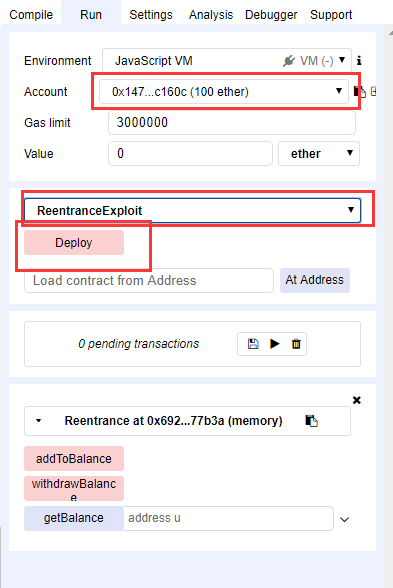 Compile Run Settings Analysis Debugger Support
Environment JavaScript VM VM (-) i
Account 0x147...c160c (100 ether)
Gas limit 3000000
Value 0 ether
ReentranceExploit
Deploy
Load contract from Address At Address
0 pending transactions
Reentrance at 0x692...77b3a (memory)
addToBalance
withdrawBalanc
e
getBalance address u